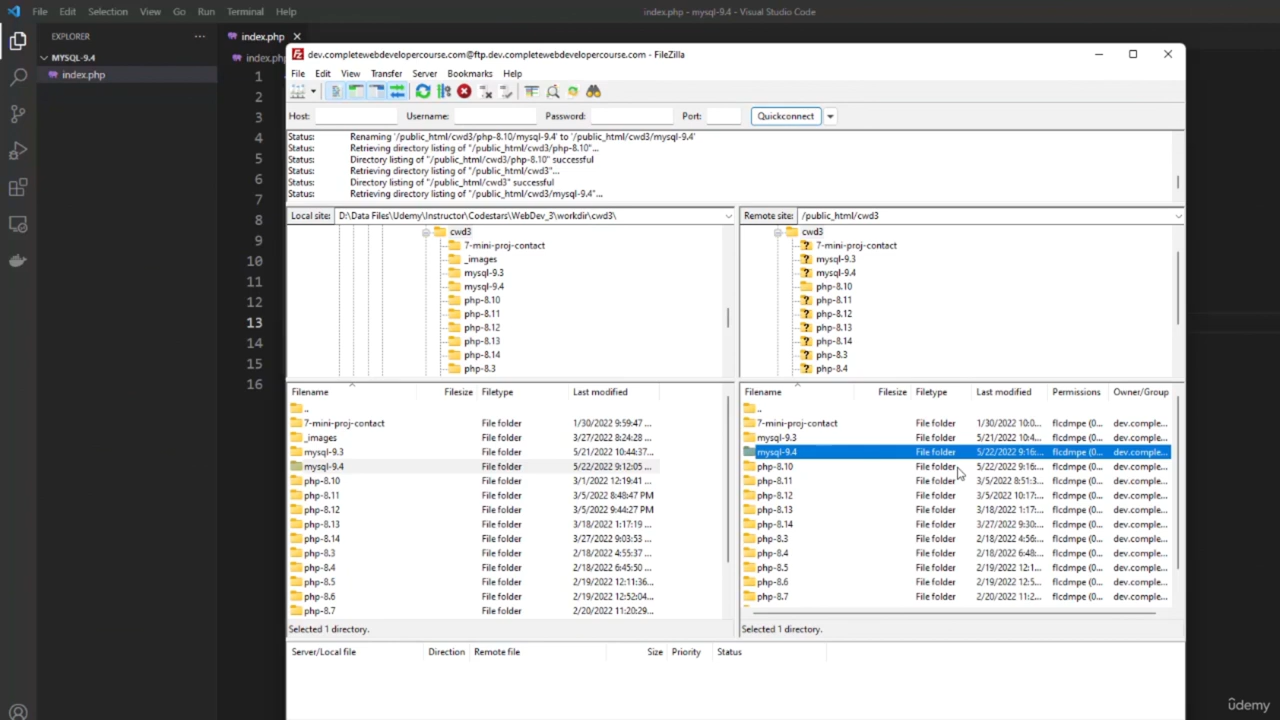 File Edit Selection View Go Run Terminal Help
index.php - mysql-9.4 - Visual Studio Code
EXPLORER
MYSQL-9.4
index.php
index.php
index.ph
1
2
3
4
5
6
7
8
9
10
11
12
13
14
15
16
dev.completewebdevelopercourse.com@ftp.dev.completewebdevelopercourse.com - FileZilla
File Edit View Transfer Server Bookmarks Help
Host: Username: Password: Port: Quickconnect
Status: Renaming '/public_html/cwd3/php-8.10/mysql-9.4' to '/public_html/cwd3/mysql-9.4'
Status: Retrieving directory listing of "/public_html/cwd3/php-8.10"...
Status: Directory listing of "/public_html/cwd3/php-8.10" successful
Status: Retrieving directory listing of "/public_html/cwd3"...
Status: Directory listing of "/public_html/cwd3" successful
Status: Retrieving directory listing of "/public_html/cwd3/mysql-9.4"...
Local site: D:\Data Files\Udemy\Instructor\Codestars\WebDev_3\workdir\cwd3\
cwd3
7-mini-proj-contact
_images
mysql-9.3
mysql-9.4
php-8.10
php-8.11
php-8.12
php-8.13
php-8.14
php-8.3
Remote site: /public_html/cwd3
cwd3
7-mini-proj-contact
mysql-9.3
mysql-9.4
php-8.10
php-8.11
php-8.12
php-8.13
php-8.14
php-8.3
php-8.4
Filename Filesize Filetype Last modified
..
7-mini-proj-contact File folder 1/30/2022 9:59:47 ...
_images File folder 3/27/2022 8:24:28 ...
mysql-9.3 File folder 5/21/2022 10:44:37...
mysql-9.4 File folder 5/22/2022 9:12:05 ...
php-8.10 File folder 3/1/2022 12:19:41 ...
php-8.11 File folder 3/5/2022 8:48:47 PM
php-8.12 File folder 3/5/2022 9:44:27 PM
php-8.13 File folder 3/18/2022 1:17:19 ...
php-8.14 File folder 3/27/2022 9:03:53 ...
php-8.3 File folder 2/18/2022 4:55:37 ...
php-8.4 File folder 2/18/2022 6:45:50 ...
php-8.5 File folder 2/19/2022 12:11:36...
php-8.6 File folder 2/19/2022 12:52:04...
php-8.7 File folder 2/20/2022 11:20:29...
Selected 1 directory.
Filename Filesize Filetype Last modified Permissions Owner/Group
..
7-mini-proj-contact File folder 1/30/2022 10:0... flcdmpe (0... dev.comple...
mysql-9.3 File folder 5/21/2022 10:4... flcdmpe (0... dev.comple...
mysql-9.4 File folder 5/22/2022 9:16:... flcdmpe (0... dev.comple...
php-8.10 File folder 5/22/2022 9:16:... flcdmpe (0... dev.comple...
php-8.11 File folder 3/5/2022 8:51:3... flcdmpe (0... dev.comple...
php-8.12 File folder 3/5/2022 10:17:... flcdmpe (0... dev.comple...
php-8.13 File folder 3/18/2022 1:17:... flcdmpe (0... dev.comple...
php-8.14 File folder 3/27/2022 9:30:... flcdmpe (0... dev.comple...
php-8.3 File folder 2/18/2022 4:56:... flcdmpe (0... dev.comple...
php-8.4 File folder 2/18/2022 6:48:... flcdmpe (0... dev.comple...
php-8.5 File folder 2/19/2022 12:1... flcdmpe (0... dev.comple...
php-8.6 File folder 2/19/2022 12:5... flcdmpe (0... dev.comple...
php-8.7 File folder 2/20/2022 11:2... flcdmpe (0... dev.comple...
Selected 1 directory.
Server/Local file Direction Remote file Size Priority Status
ûdemy